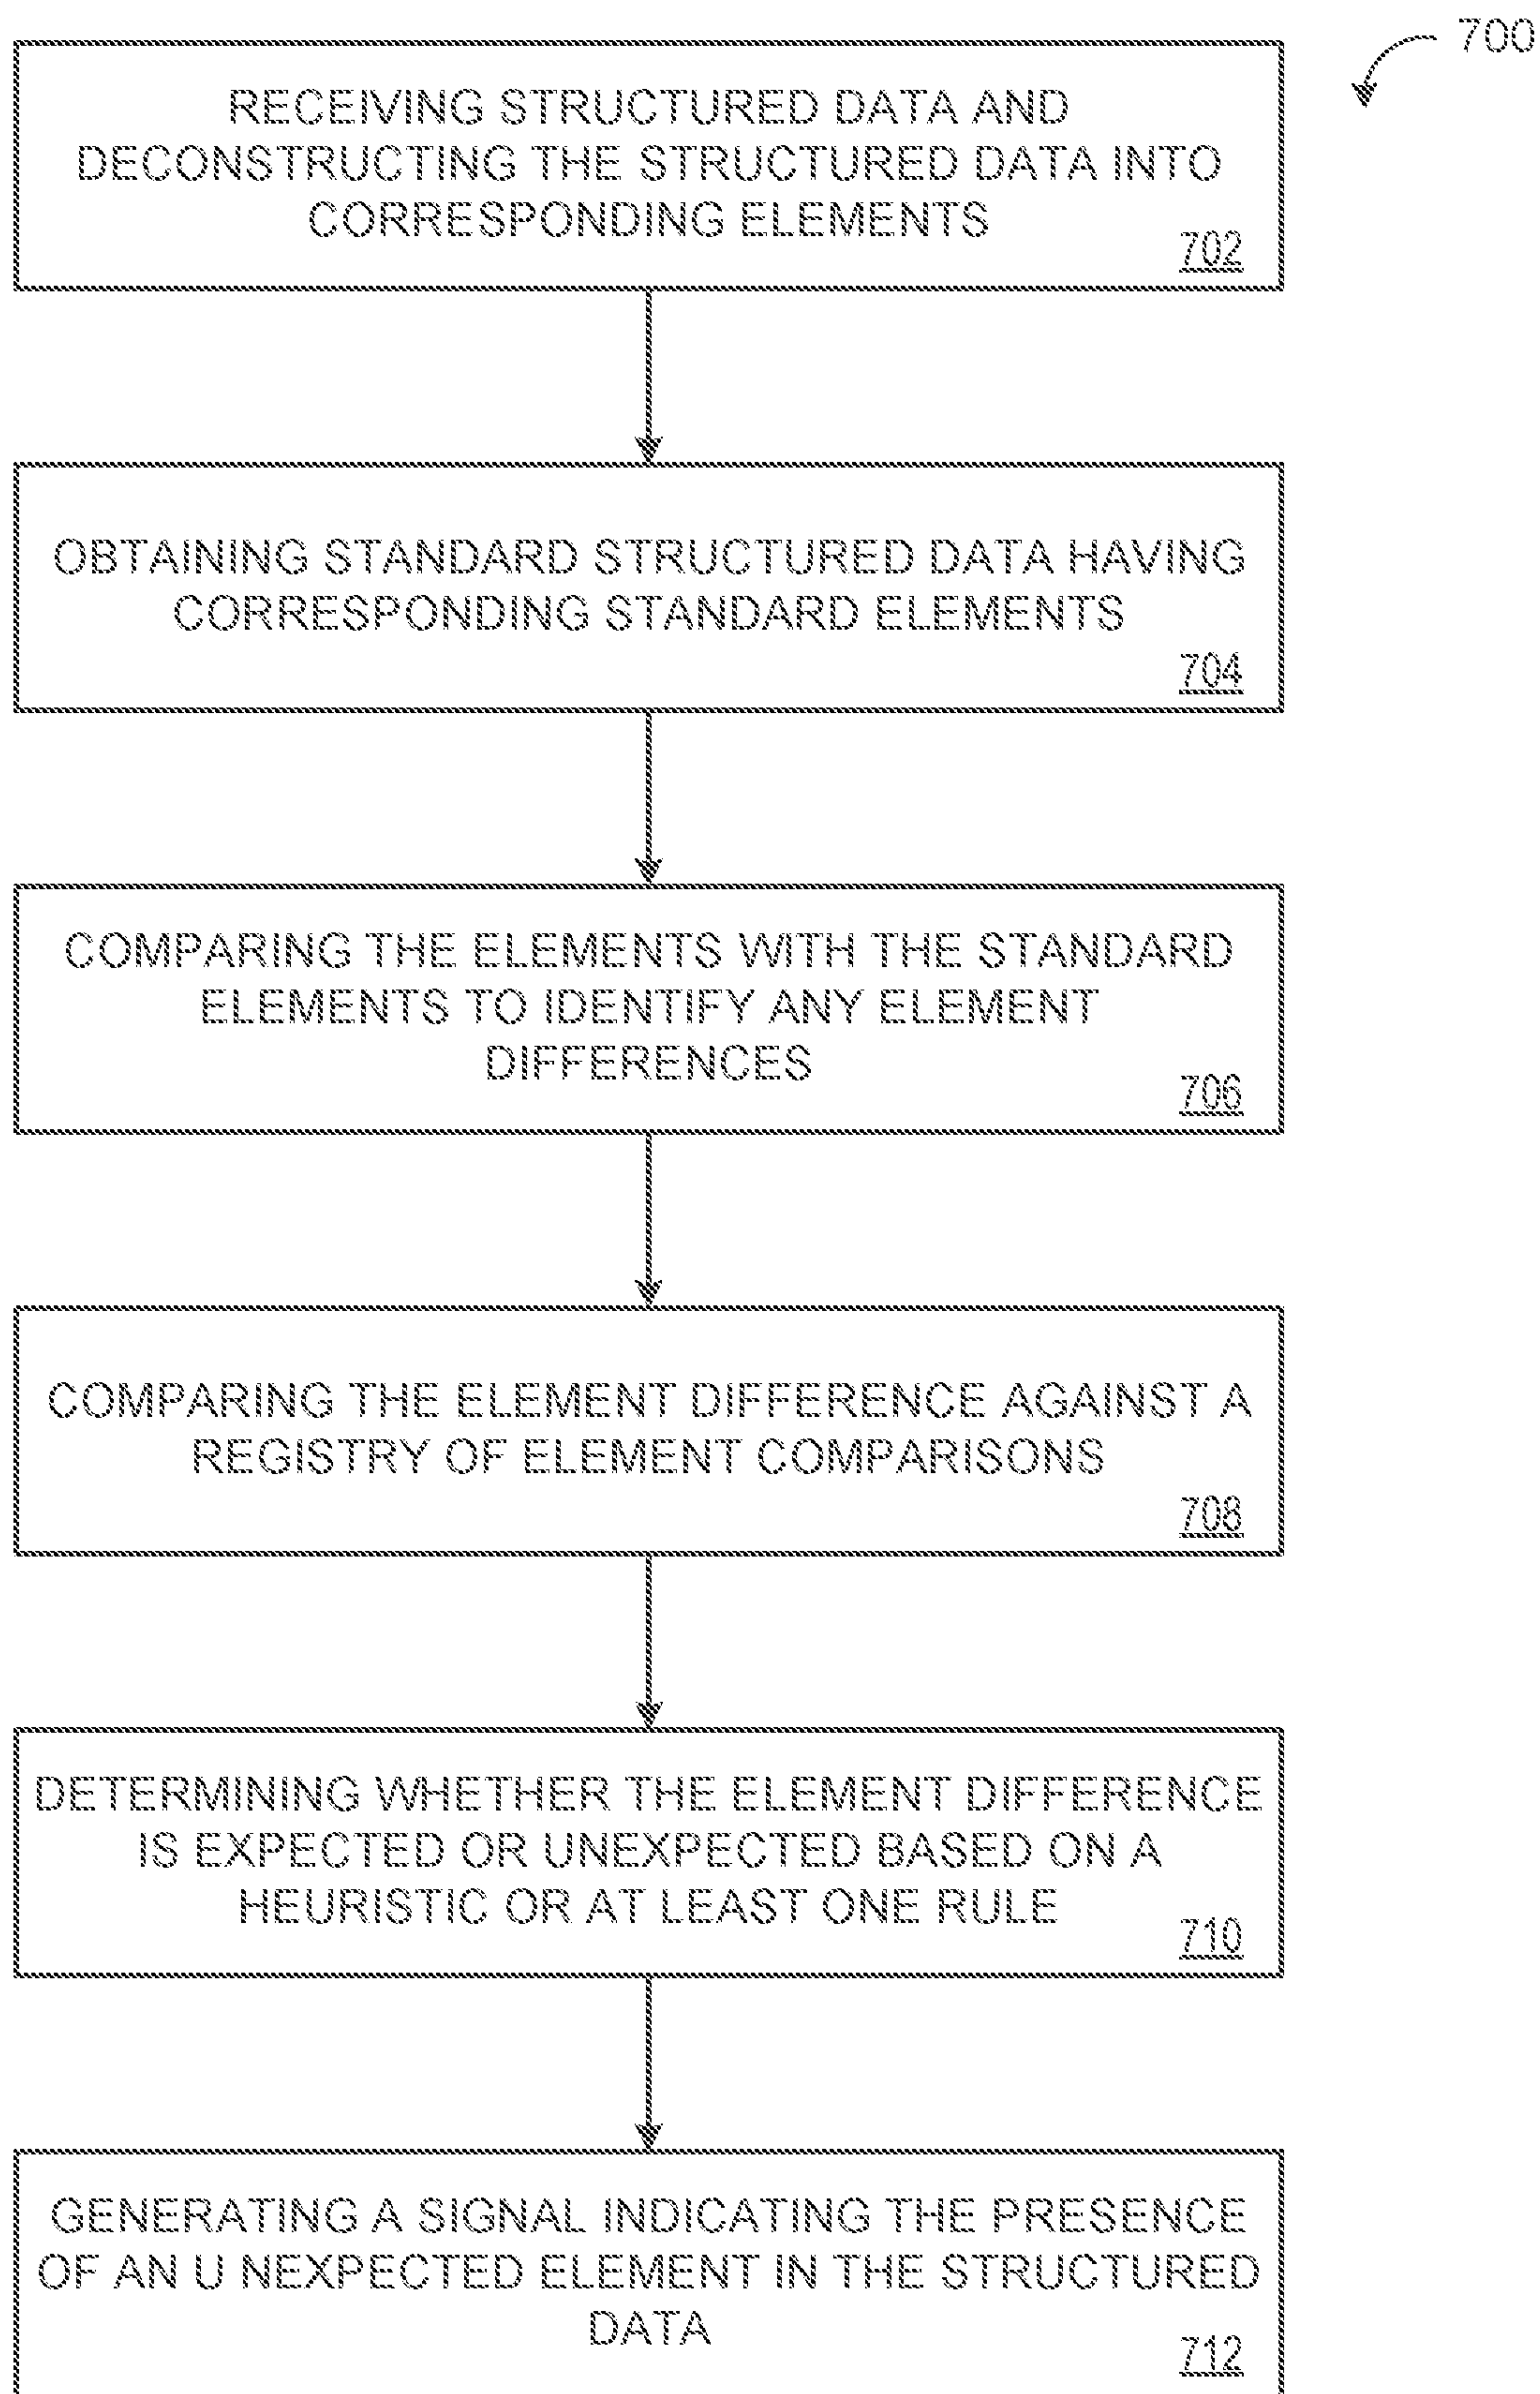 700
RECEIVING STRUCTURED DATA AND
DECONSTRUCTING THE STRUCTURED DATA INTO
CORRESPONDING ELEMENTS
702
OBTAINING STANDARD STRUCTURED DATA HAVING
CORRESPONDING STANDARD ELEMENTS
704
COMPARING THE ELEMENTS WITH THE STANDARD
ELEMENTS TO IDENTIFY ANY ELEMENT
DIFFERENCES
706
COMPARING THE ELEMENT DIFFERENCE AGAINST A
REGISTRY OF ELEMENT COMPARISONS
708
DETERMINING WHETHER THE ELEMENT DIFFERENCE
IS EXPECTED OR UNEXPECTED BASED ON A
HEURISTIC OR AT LEAST ONE RULE
710
GENERATING A SIGNAL INDICATING THE PRESENCE
OF AN U NEXPECTED ELEMENT IN THE STRUCTURED
DATA
712